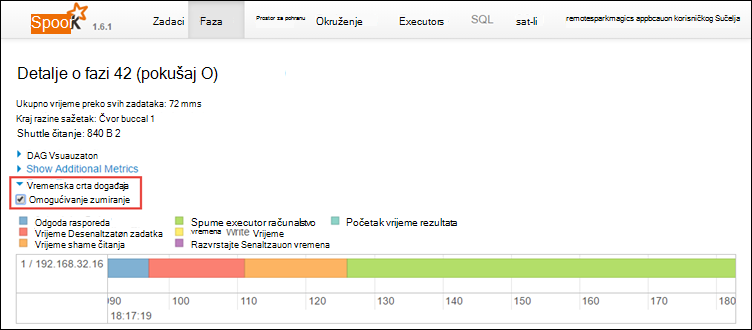 Spook 1.6.1 Zadaci Faza Prostor za pohranu Okruženje Executors SQL sat-li remotesparkmagics appbcauon korisničkog Sučelja
Detalje o fazi 42 (pokušaj O)
Ukupno vrijeme preko svih zadataka: 72 mms
Kraj razine sažetak: Čvor buccal 1
Shuttle čitanje: 840 B 2
DAG Vsuauzaton
Show Additional Metrics
Vremenska crta događaja
Omogućivanje zumiranje
Odgoda rasporeda Spume executor računalstvo Početak vrijeme rezultata
Vrijeme Desenaltzatøn zadatka vremena Write Vrijeme
Vrijeme shame čitanja Razvrstajte Senaltzauon vremena
1 / 192.168.32.16
090 100 110 120 130 140 150 160 170 180
18:17:19